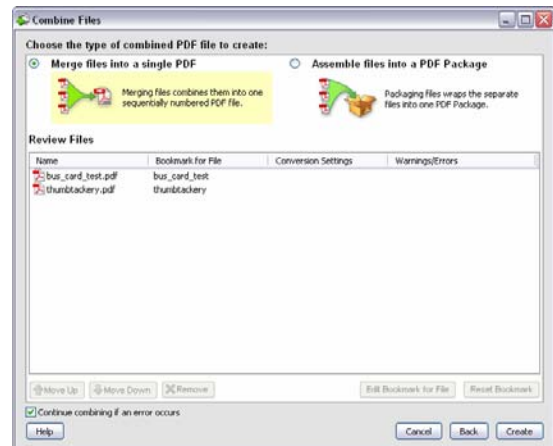 Combine Files
Choose the type of combined PDF file to create:
Merge files into a single PDF
Assemble files into a PDF Package
Merging files combines them into one
sequentially numbered PDF file.
Packaging files wraps the separate
files into one PDF Package.
Review Files
Name Bookmark for File Conversion Settings Warnings/Errors
bus_card_test.pdf bus_card_test
thumbtackery.pdf thumbtackery
Move Up Move Down Remove Edit Bookmark for File Reset Bookmark
Continue combining if an error occurs
Help Cancel Back Create